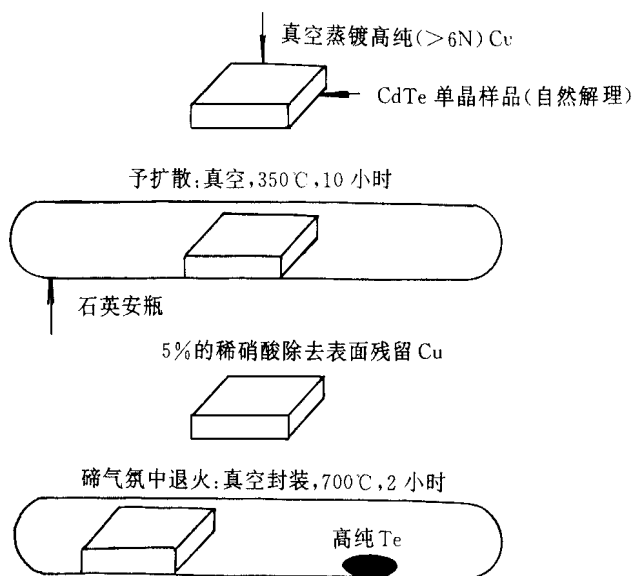 真空蒸镀高纯(>6N)Cu
CdTe 单晶样品(自然解理)
予扩散:真空,350℃,10 小时
石英安瓶
5%的稀硝酸除去表面残留 Cu
碲气氛中退火:真空封装,700℃,2 小时
高纯 Te